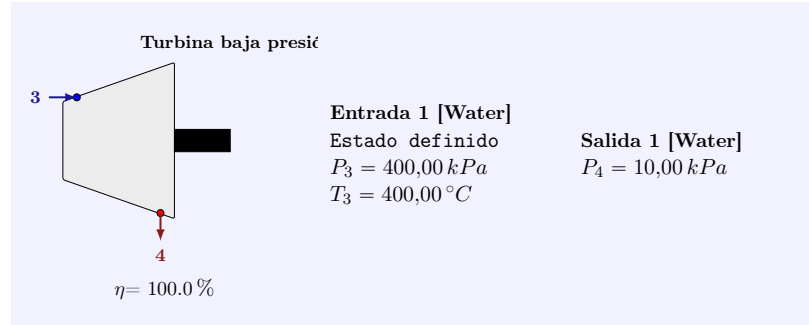 Turbina baja presió
3
4
η= 100.0 %
Entrada 1 [Water]
Estado definido
P₃ = 400,00 kPa
T₃ = 400,00 °C
Salida 1 [Water]
P₄ = 10,00 kPa